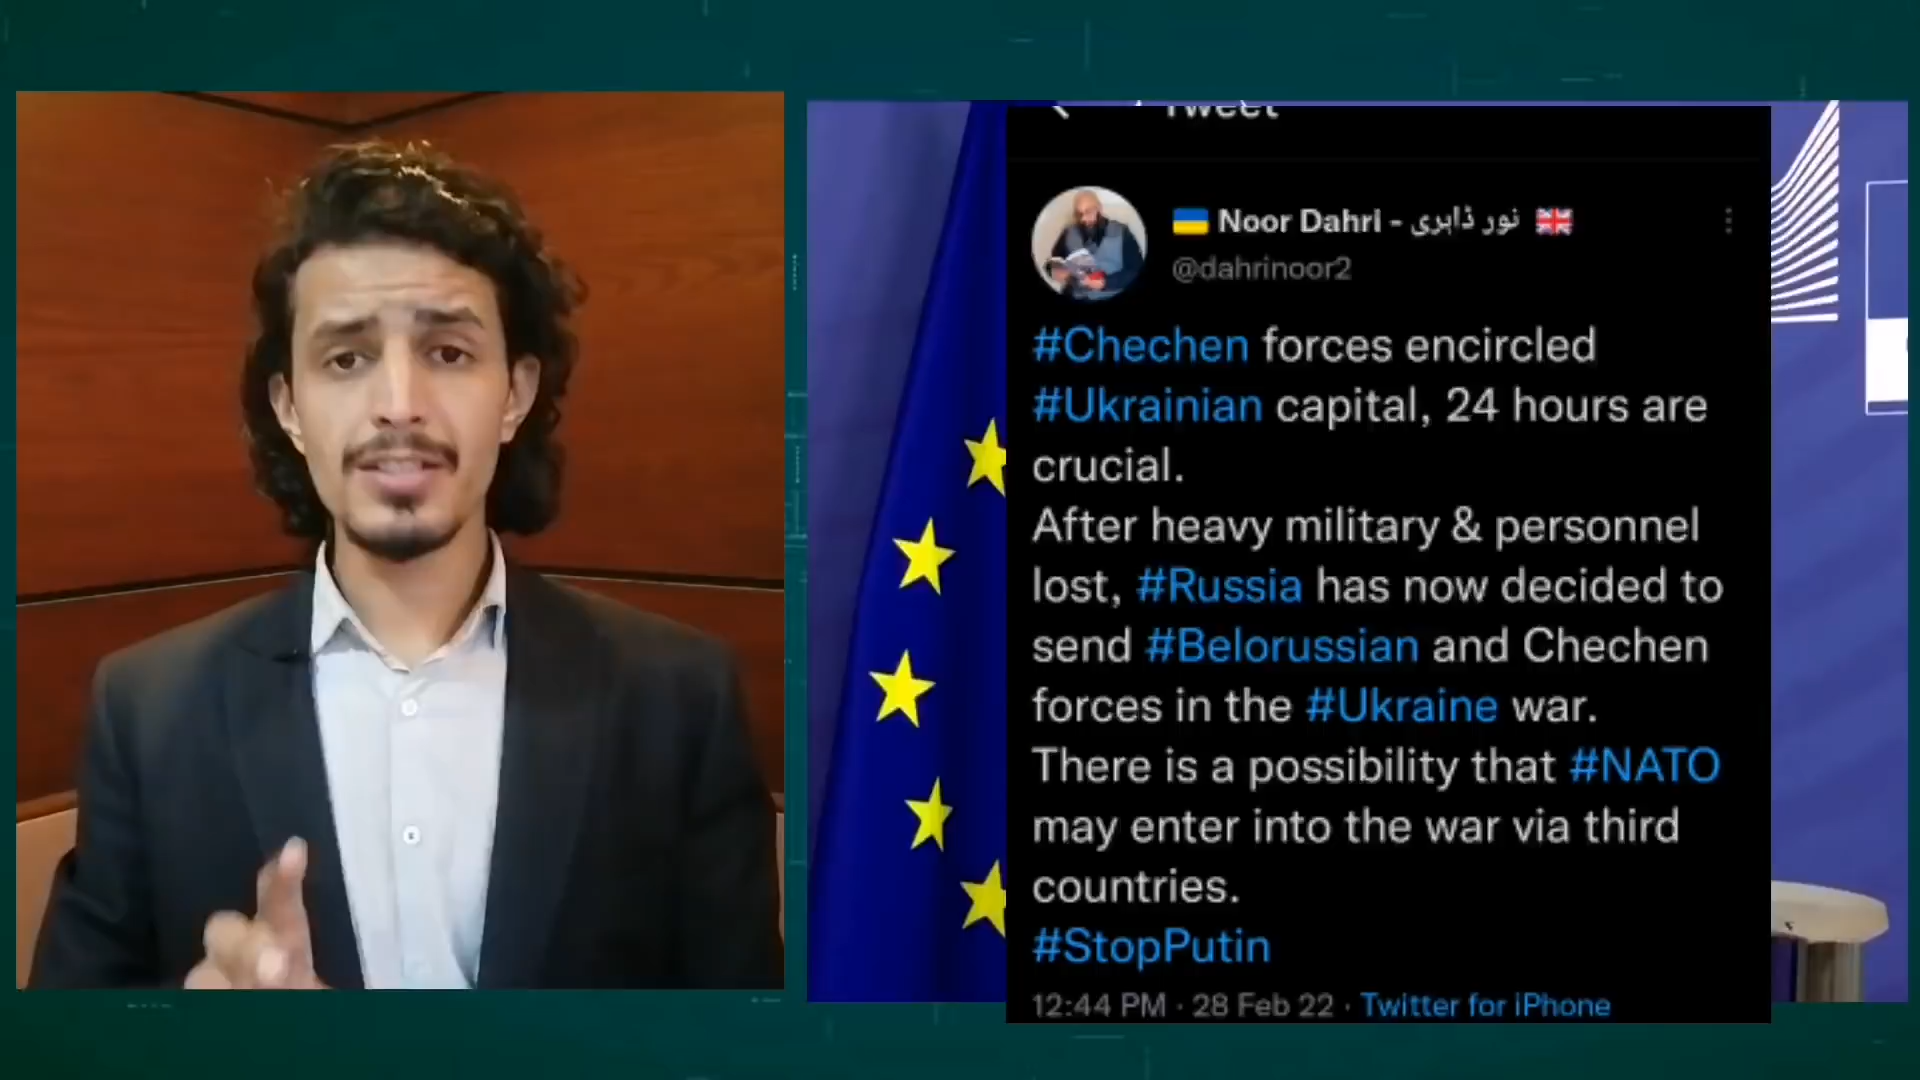 Tweet
Noor Dahri - نور ڈاہری
@dahrinoor2
#Chechen forces encircled
#Ukrainian capital, 24 hours are
crucial.
After heavy military & personnel
lost, #Russia has now decided to
send #Belorussian and Chechen
forces in the #Ukraine war.
There is a possibility that #NATO
may enter into the war via third
countries.
#StopPutin
12:44 PM · 28 Feb 22 · Twitter for iPhone